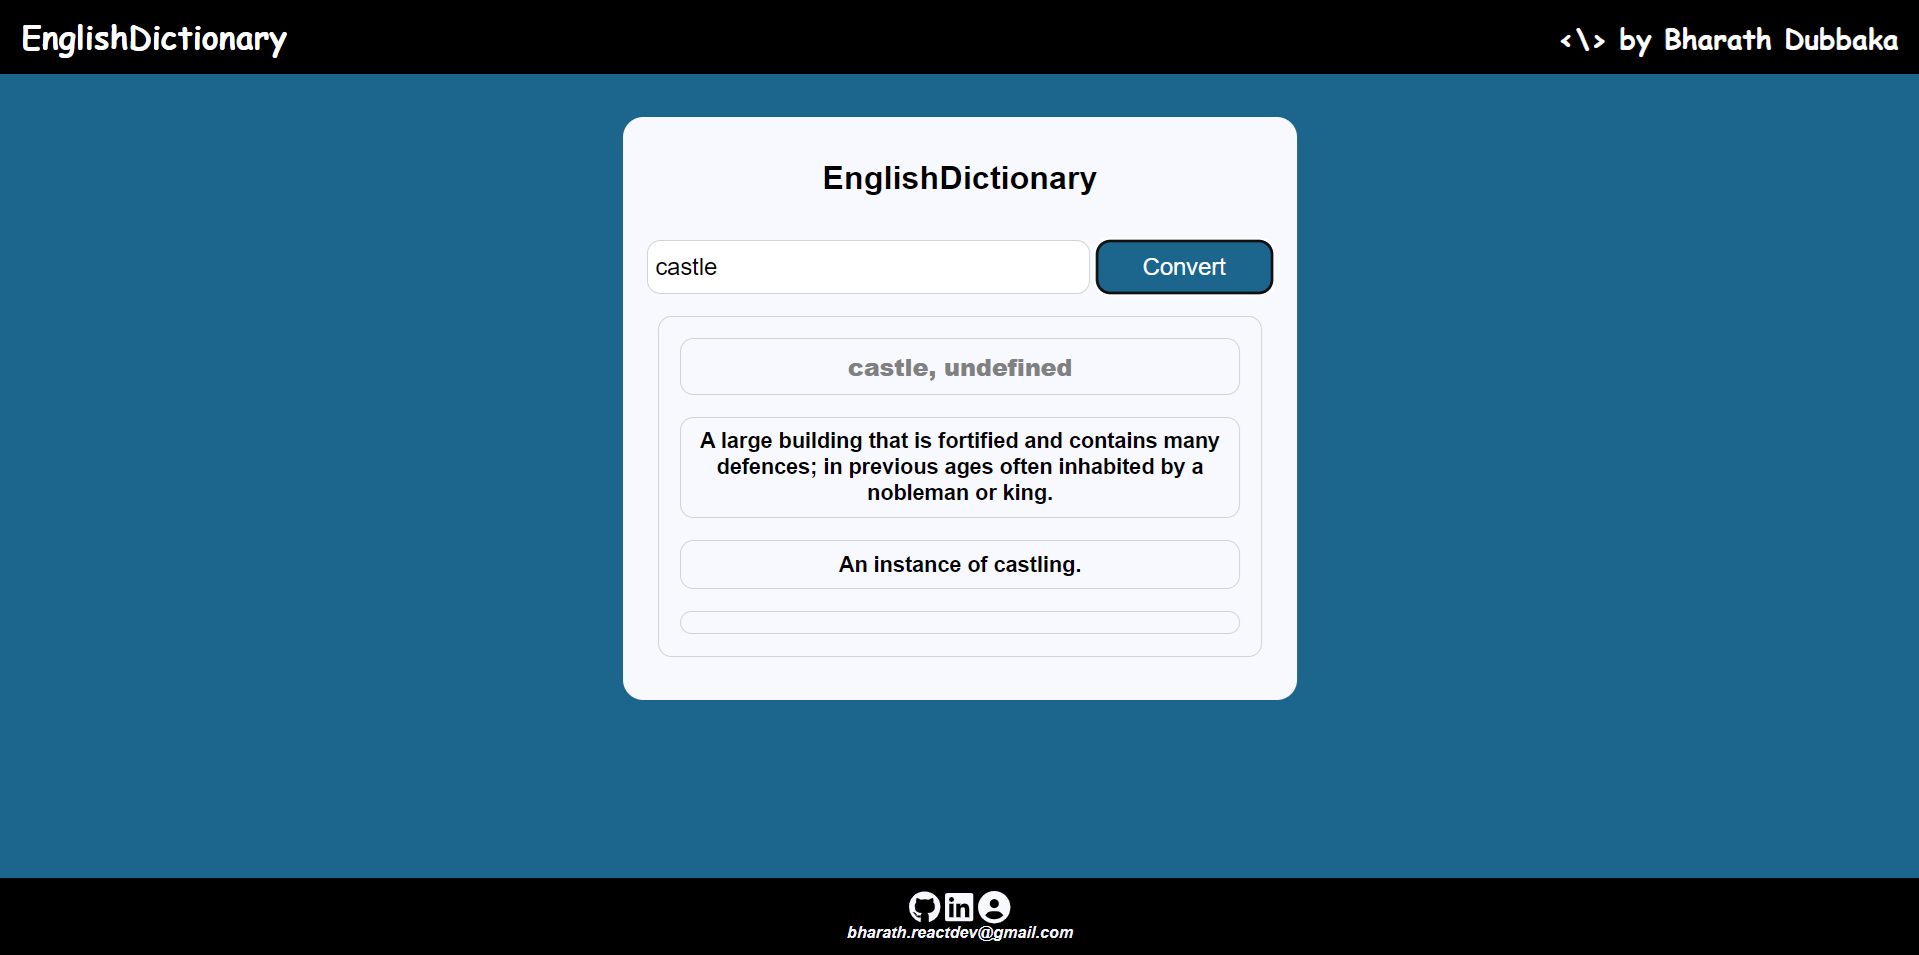 EnglishDictionary
<\> by Bharath Dubbaka
EnglishDictionary
castle
Convert
castle, undefined
A large building that is fortified and contains many
defences; in previous ages often inhabited by a
nobleman or king.
An instance of castling.
in
bharath.reactdev@gmail.com